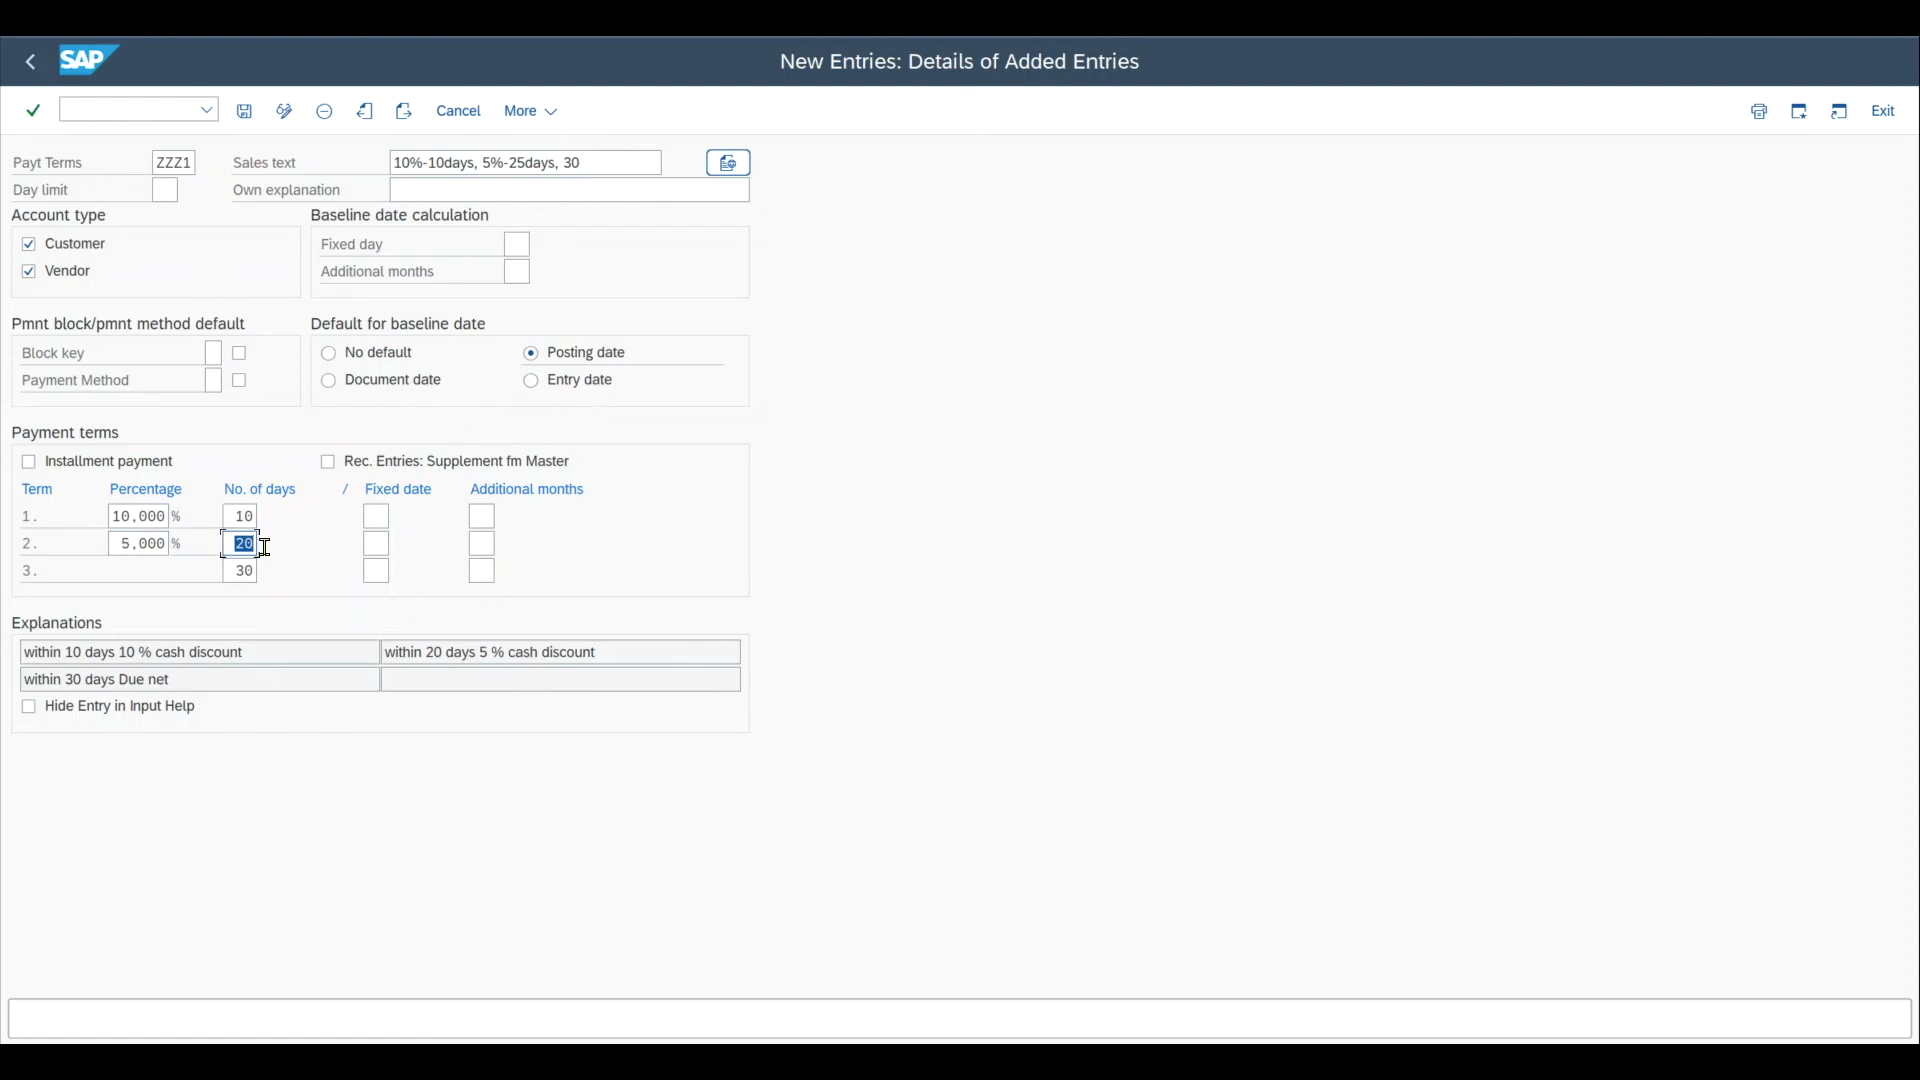 SAP New Entries: Details of Added Entries
Cancel More Exit
Payt Terms ZZZ1 Sales text 10%-10days, 5%-25days, 30
Day limit Own explanation
Account type Baseline date calculation
Customer Fixed day
Vendor Additional months
Pmnt block/pmnt method default Default for baseline date
Block key No default Posting date
Payment Method Document date Entry date
Payment terms
Installment payment Rec. Entries: Supplement fm Master
Term Percentage No. of days / Fixed date Additional months
1. 10,000 % 10
2. 5,000 % 20
3. 30
Explanations
within 10 days 10 % cash discount within 20 days 5 % cash discount
within 30 days Due net
Hide Entry in Input Help